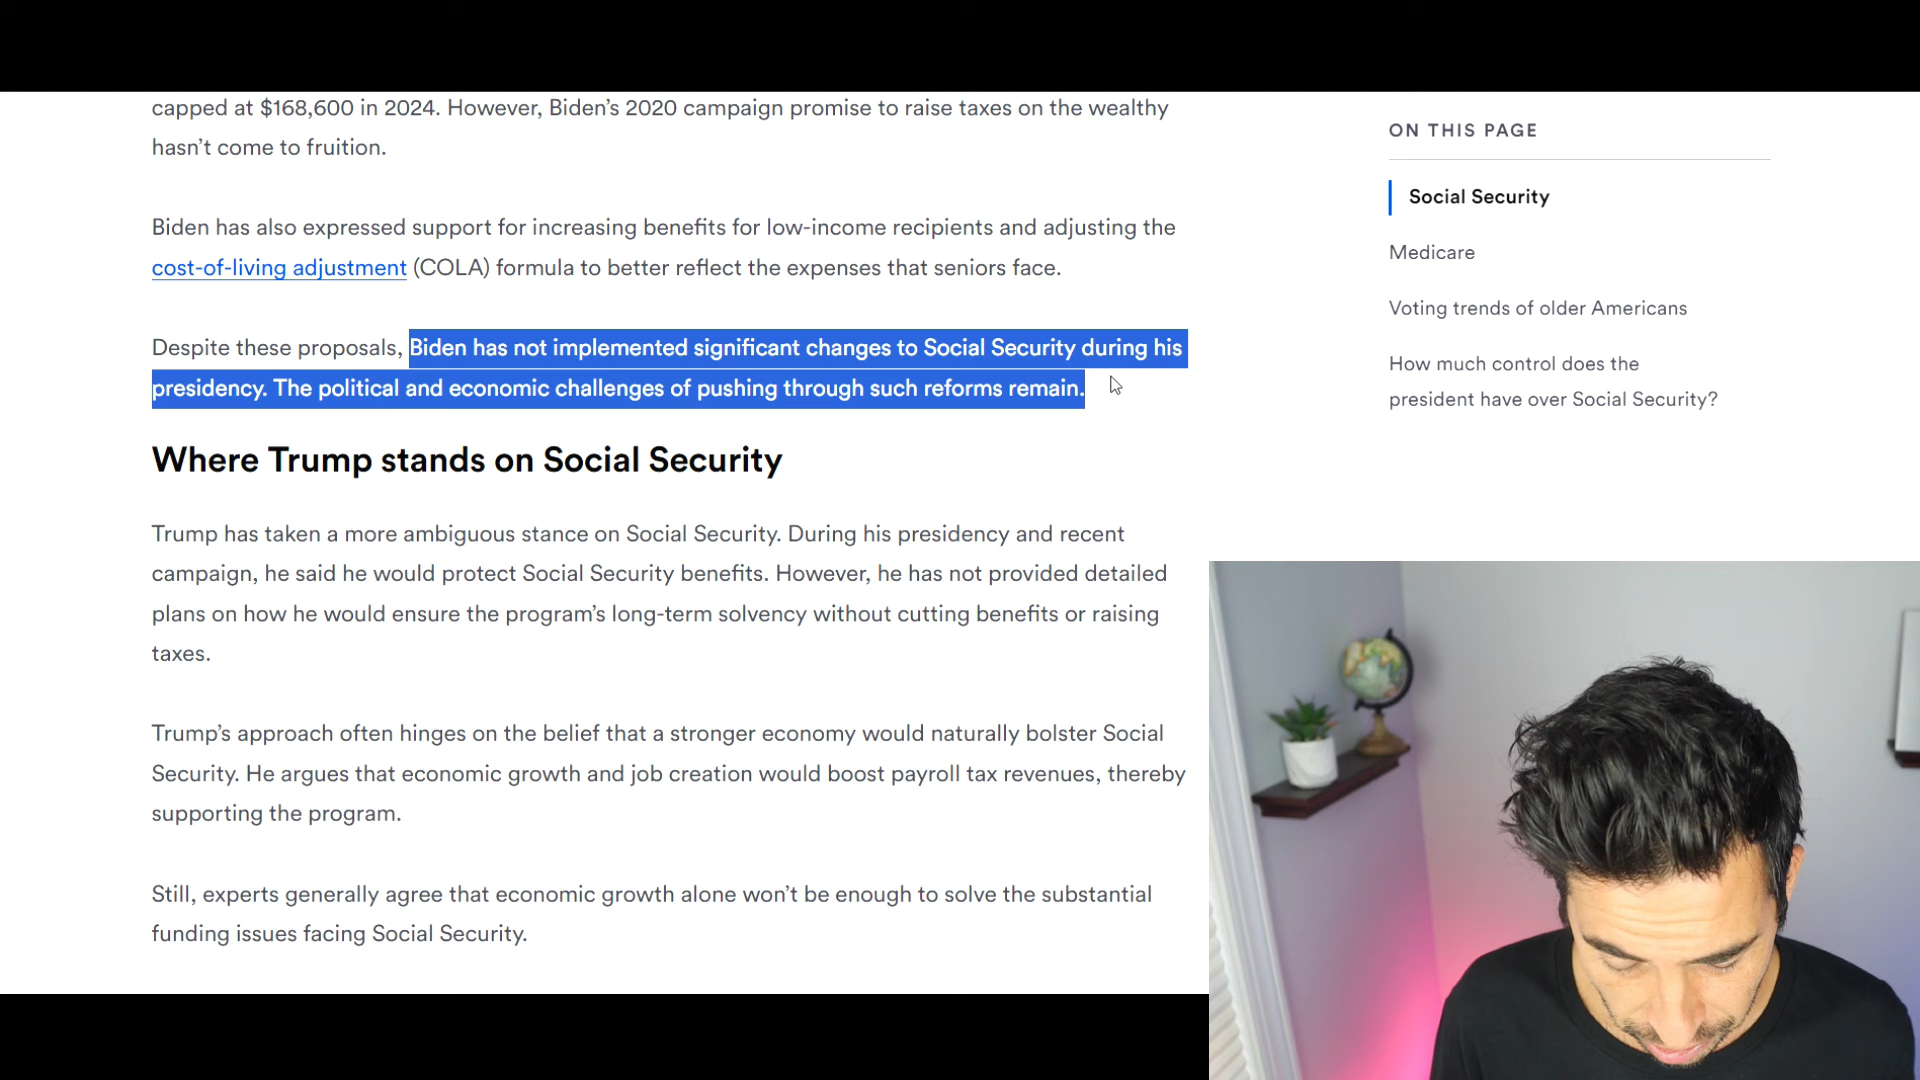 capped at $168,600 in 2024. However, Biden’s 2020 campaign promise to raise taxes on the wealthy
hasn’t come to fruition.
Biden has also expressed support for increasing benefits for low-income recipients and adjusting the
cost-of-living adjustment (COLA) formula to better reflect the expenses that seniors face.
Despite these proposals, Biden has not implemented significant changes to Social Security during his
presidency. The political and economic challenges of pushing through such reforms remain.
Where Trump stands on Social Security
Trump has taken a more ambiguous stance on Social Security. During his presidency and recent
campaign, he said he would protect Social Security benefits. However, he has not provided detailed
plans on how he would ensure the program’s long-term solvency without cutting benefits or raising
taxes.
Trump’s approach often hinges on the belief that a stronger economy would naturally bolster Social
Security. He argues that economic growth and job creation would boost payroll tax revenues, thereby
supporting the program.
Still, experts generally agree that economic growth alone won’t be enough to solve the substantial
funding issues facing Social Security.
ON THIS PAGE
Social Security
Medicare
Voting trends of older Americans
How much control does the
president have over Social Security?